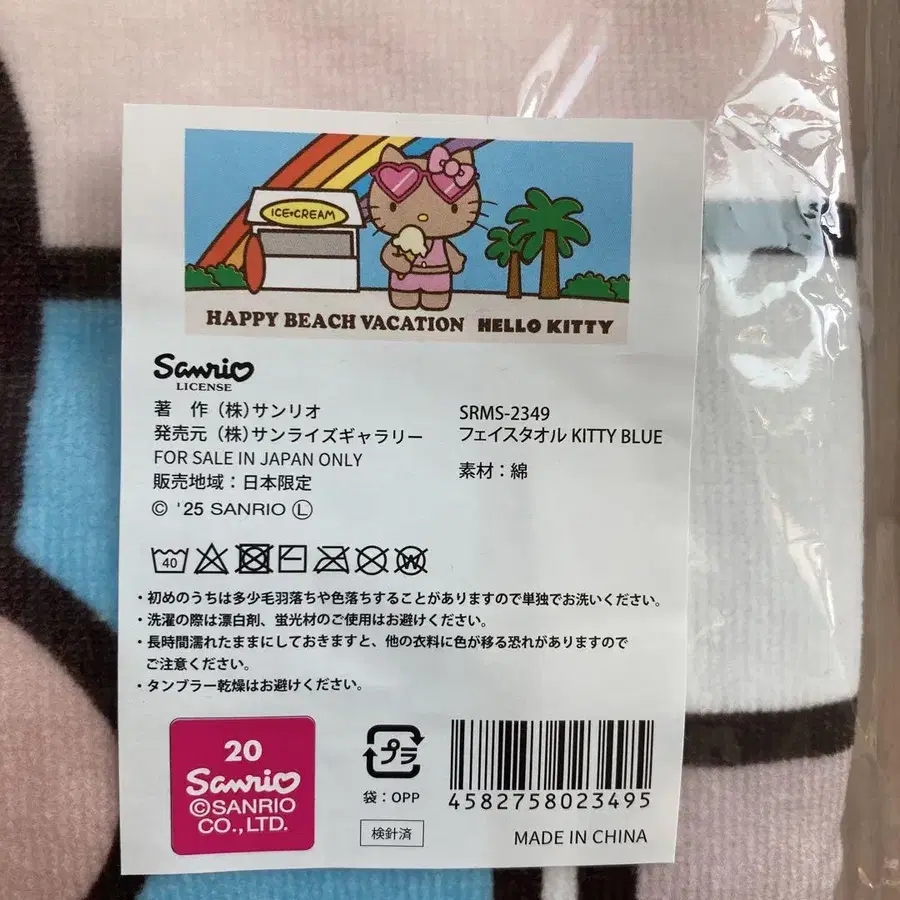 ICE CREAM
HAPPY BEACH VACATION HELLO KITTY
Sanrio
LICENSE
著 作 (株)サンリオ
発売元 (株)サンライズギャラリー
FOR SALE IN JAPAN ONLY
販売地域：日本限定
© '25 SANRIO Ⓛ
SRMS-2349
フェイスタオル KITTY BLUE
素材：綿
40
W
・初めのうちは多少毛羽落ちや色落ちすることがありますので単独でお洗いください。
・洗濯の際は漂白剤、蛍光材のご使用はお避けください。
・長時間濡れたままにしておきますと、他の衣料に色が移る恐れがありますので
ご注意ください。
・タンブラー乾燥はお避けください。
20
Sanrio
©SANRIO
CO.,LTD.
プラ
袋：OPP
検針済
4582758023495
MADE IN CHINA